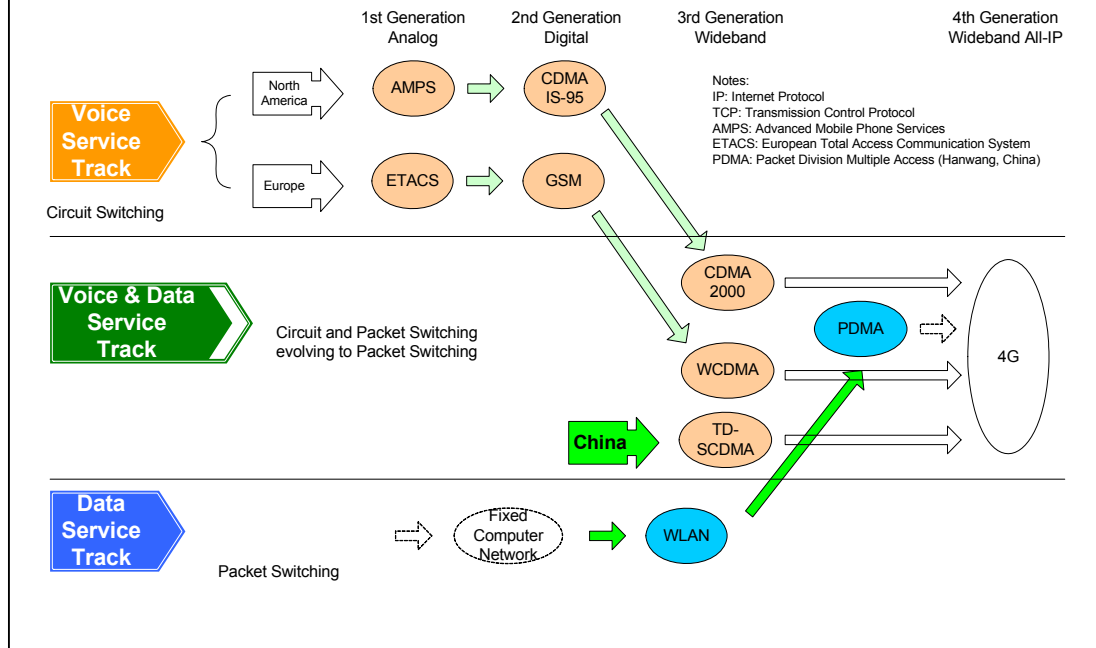 1st Generation
Analog
2nd Generation
Digital
3rd Generation
Wideband
4th Generation
Wideband All-IP
Voice
Service
Track
North
America
AMPS
CDMA
IS-95
Notes:
IP: Internet Protocol
TCP: Transmission Control Protocol
AMPS: Advanced Mobile Phone Services
ETACS: European Total Access Communication System
PDMA: Packet Division Multiple Access (Hanwang, China)
Europe
ETACS
GSM
Circuit Switching
Voice & Data
Service
Track
Circuit and Packet Switching
evolving to Packet Switching
CDMA
2000
PDMA
4G
WCDMA
China
TD-
SCDMA
Data
Service
Track
Fixed
Computer
Network
WLAN
Packet Switching